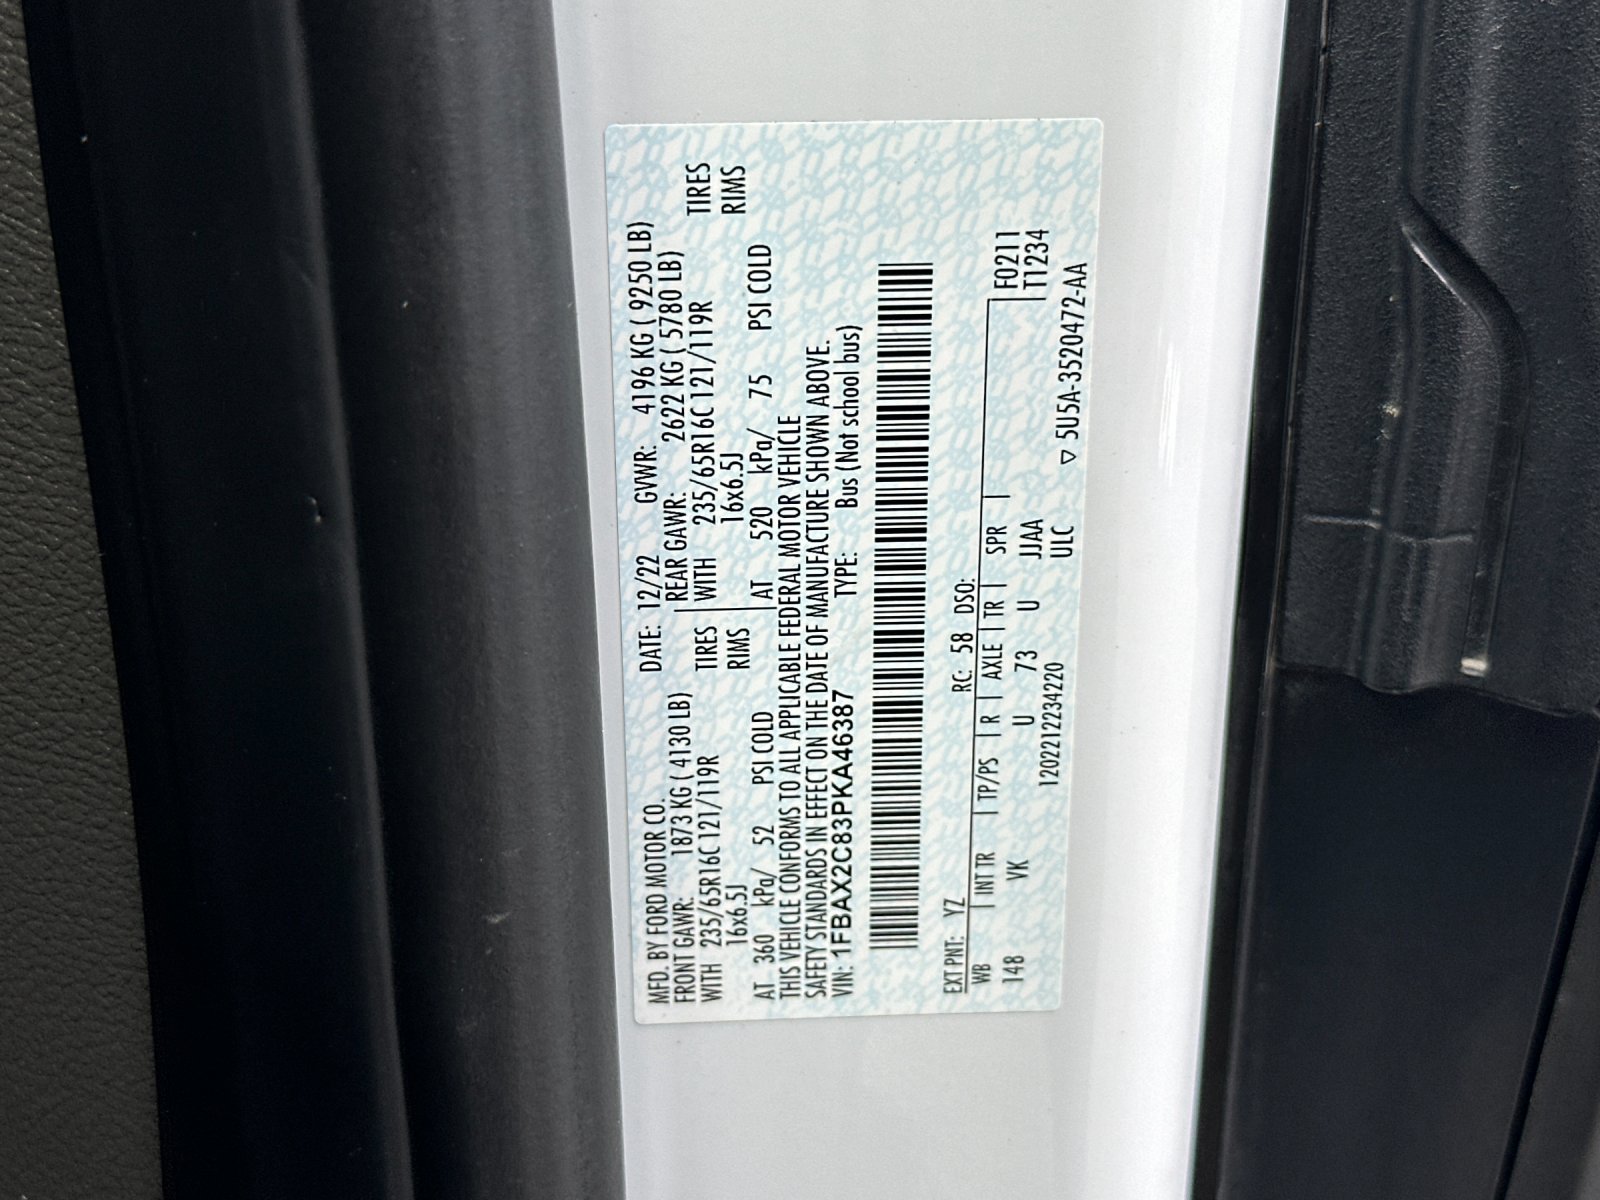 MFD. BY FORD MOTOR CO. DATE: 12/22 GVWR: 4196 KG ( 9250 LB)
FRONT GAWR: 1873 KG ( 4130 LB) REAR GAWR: 2622 KG ( 5780 LB)
WITH 235/65R16C 121/119R TIRES WITH 235/65R16C 121/119R TIRES
16x6.5J RIMS 16x6.5J RIMS
AT 360 kPa/ 52 PSI COLD AT 520 kPa/ 75 PSI COLD
THIS VEHICLE CONFORMS TO ALL APPLICABLE FEDERAL MOTOR VEHICLE
SAFETY STANDARDS IN EFFECT ON THE DATE OF MANUFACTURE SHOWN ABOVE.
VIN: 1FBAX2C83PKA46387 TYPE: Bus (Not school bus)
EXT PNT: YZ RC: 58 DSO:
WB | INT TR | TP/PS | R | AXLE | TR | SPR | F0211
148 VK U 73 U JJAA T1234
1202212234220 ULC
▽ 5U5A-3520472-AA